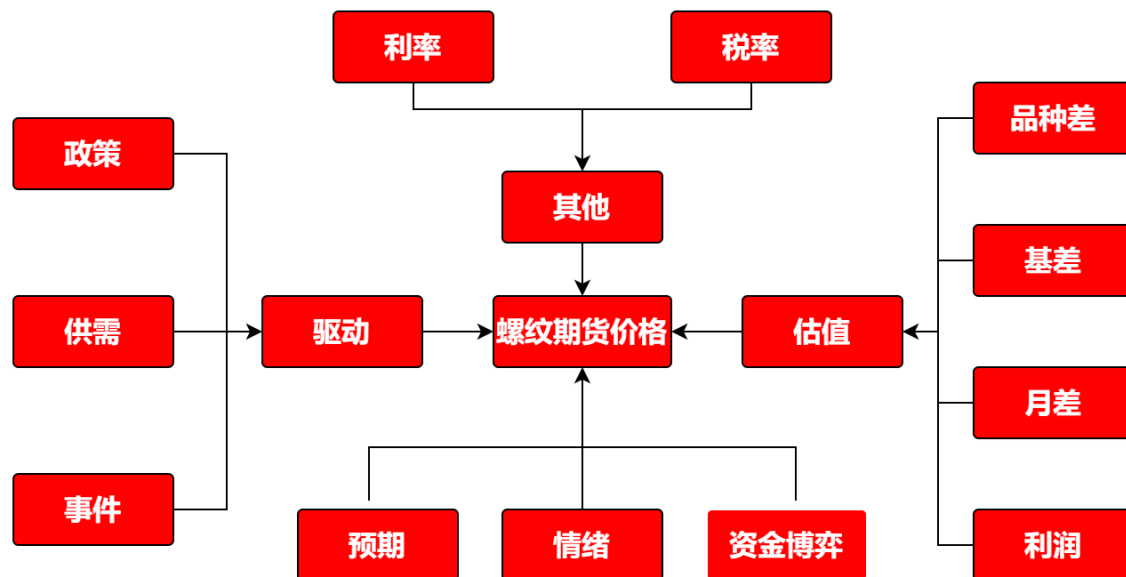 利率
税率
政策
品种差
其他
基差
供需
驱动
螺纹期货价格
估值
月差
事件
预期
情绪
资金博弈
利润